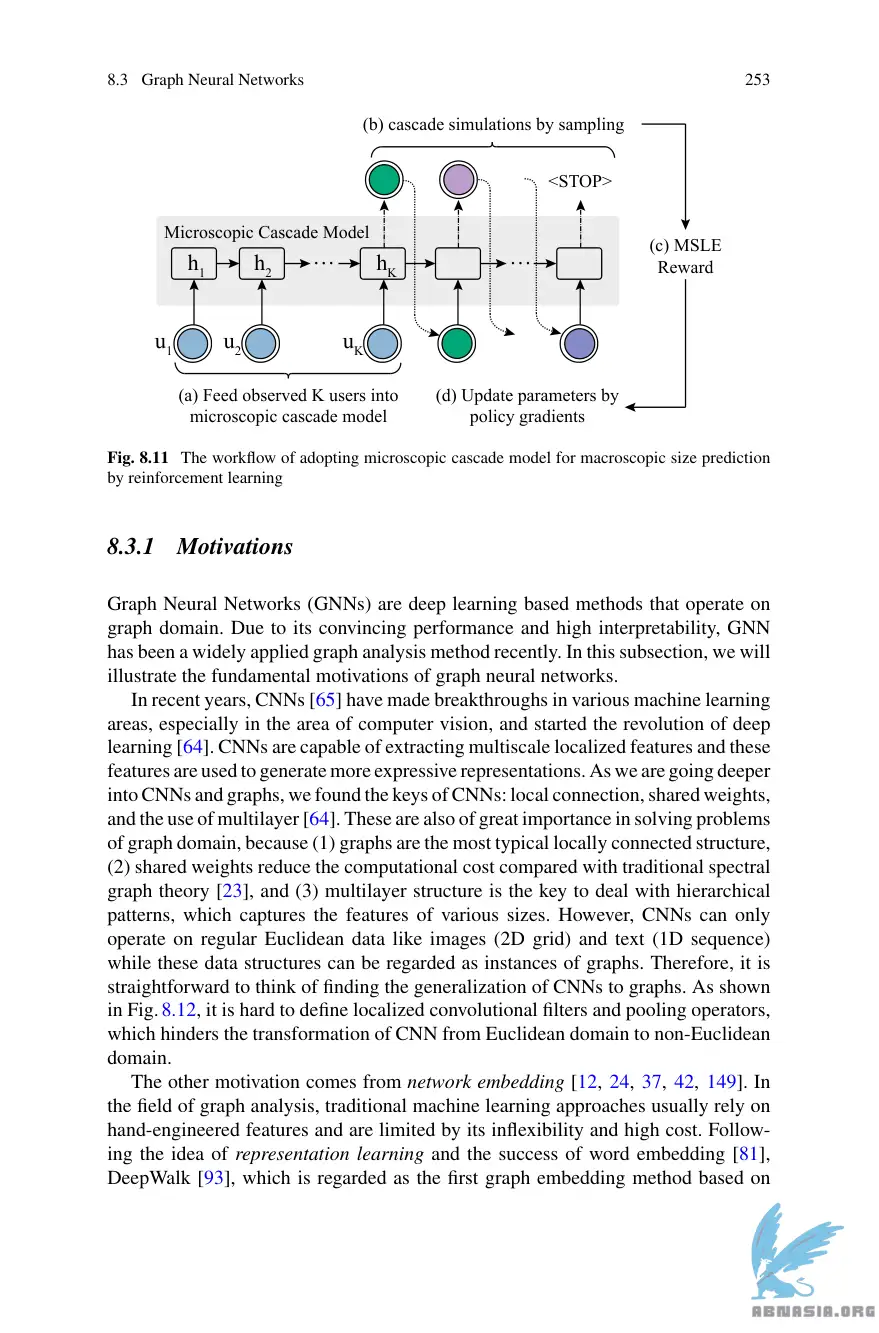 8.3 Graph Neural Networks 253
(b) cascade simulations by sampling
<STOP>
Microscopic Cascade Model
(c) MSLE
Reward
h1 h2 ··· hK ···
u1 u2 uK
(a) Feed observed K users into
microscopic cascade model
(d) Update parameters by
policy gradients
Fig. 8.11 The workflow of adopting microscopic cascade model for macroscopic size prediction
by reinforcement learning
8.3.1 Motivations
Graph Neural Networks (GNNs) are deep learning based methods that operate on
graph domain. Due to its convincing performance and high interpretability, GNN
has been a widely applied graph analysis method recently. In this subsection, we will
illustrate the fundamental motivations of graph neural networks.
In recent years, CNNs [65] have made breakthroughs in various machine learning
areas, especially in the area of computer vision, and started the revolution of deep
learning [64]. CNNs are capable of extracting multiscale localized features and these
features are used to generate more expressive representations. As we are going deeper
into CNNs and graphs, we found the keys of CNNs: local connection, shared weights,
and the use of multilayer [64]. These are also of great importance in solving problems
of graph domain, because (1) graphs are the most typical locally connected structure,
(2) shared weights reduce the computational cost compared with traditional spectral
graph theory [23], and (3) multilayer structure is the key to deal with hierarchical
patterns, which captures the features of various sizes. However, CNNs can only
operate on regular Euclidean data like images (2D grid) and text (1D sequence)
while these data structures can be regarded as instances of graphs. Therefore, it is
straightforward to think of finding the generalization of CNNs to graphs. As shown
in Fig. 8.12, it is hard to define localized convolutional filters and pooling operators,
which hinders the transformation of CNN from Euclidean domain to non-Euclidean
domain.
The other motivation comes from network embedding [12, 24, 37, 42, 149]. In
the field of graph analysis, traditional machine learning approaches usually rely on
hand-engineered features and are limited by its inflexibility and high cost. Follow-
ing the idea of representation learning and the success of word embedding [81],
DeepWalk [93], which is regarded as the first graph embedding method based on
ABNASIA.ORG